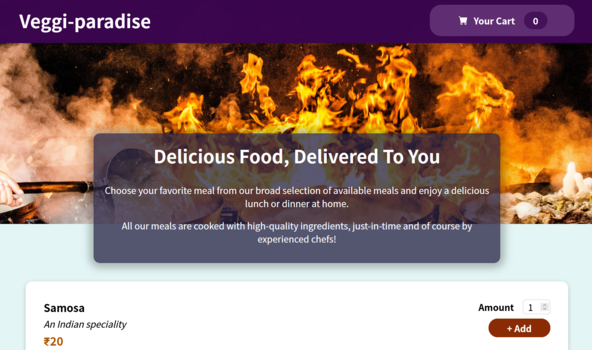 Veggi-paradise
Your Cart 0
Delicious Food, Delivered To You
Choose your favorite meal from our broad selection of available meals and enjoy a delicious
lunch or dinner at home.
All our meals are cooked with high-quality ingredients, just-in-time and of course by
experienced chefs!
Samosa
Amount 1
An Indian speciality
+ Add
₹20